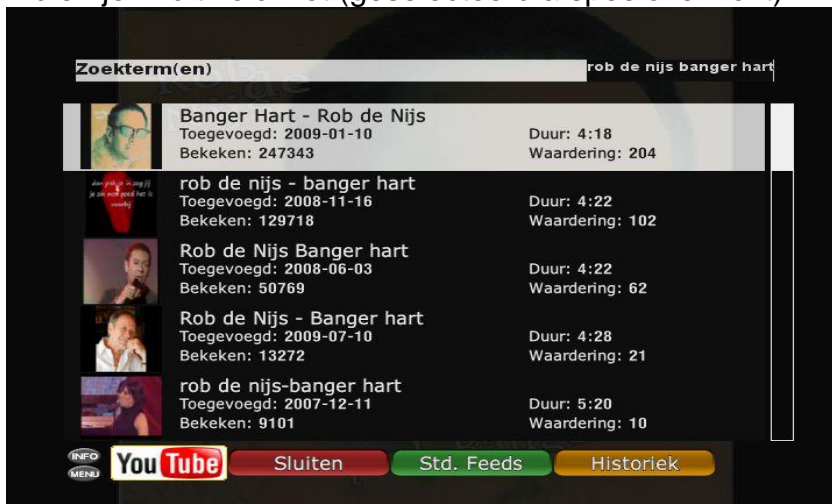 Zoekterm(en) rob de nijs banger hart
Banger Hart - Rob de Nijs
Toegevoegd: 2009-01-10 Duur: 4:18
Bekeken: 247343 Waardering: 204
rob de nijs - banger hart
Toegevoegd: 2008-11-16 Duur: 4:22
Bekeken: 129718 Waardering: 102
Rob de Nijs Banger hart
Toegevoegd: 2008-06-03 Duur: 4:22
Bekeken: 50769 Waardering: 62
Rob de Nijs - Banger hart
Toegevoegd: 2009-07-10 Duur: 4:28
Bekeken: 13272 Waardering: 21
rob de nijs-banger hart
Toegevoegd: 2007-12-11 Duur: 5:20
Bekeken: 9101 Waardering: 10
INFO
MENU
You Tube Sluiten Std. Feeds Historiek